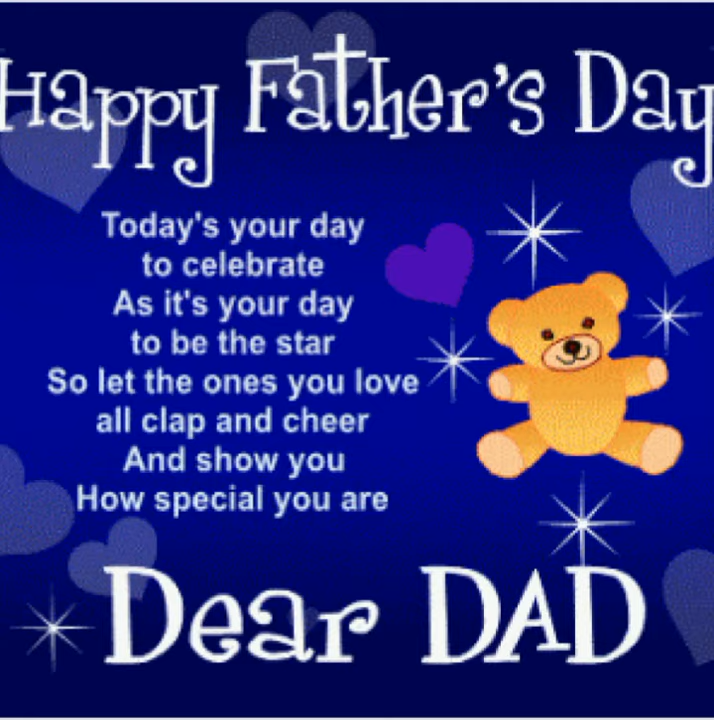 Happy Father's Day
Today's your day
to celebrate
As it's your day
to be the star
So let the ones you love
all clap and cheer
And show you
How special you are
Dear DAD